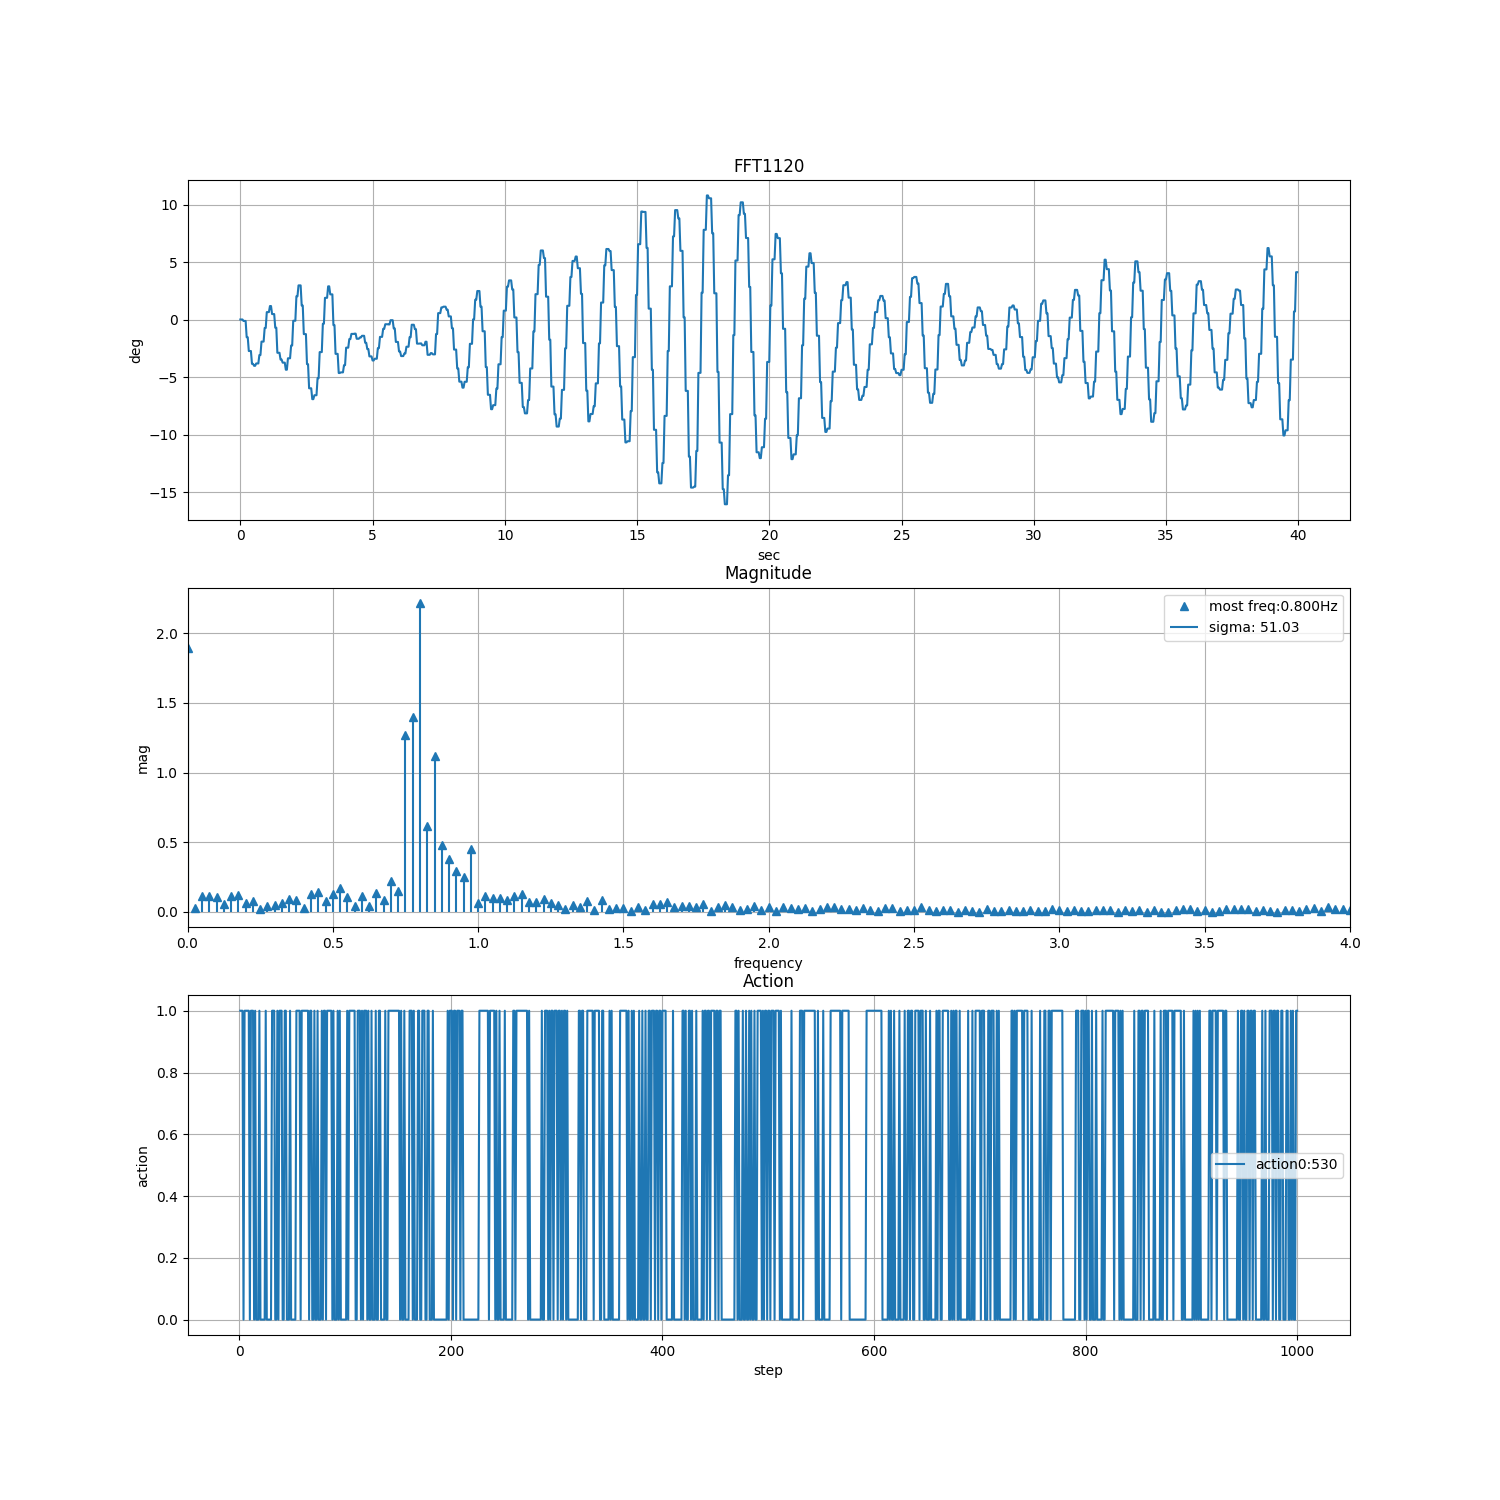 FFT1120
10
5
0
−5
−10
−15
deg
0 5 10 15 20 25 30 35 40
sec
Magnitude
most freq:0.800Hz
sigma: 51.03
2.0
1.5
1.0
0.5
0.0
mag
0.0 0.5 1.0 1.5 2.0 2.5 3.0 3.5 4.0
frequency
Action
1.0
0.8
0.6
0.4
0.2
0.0
action
action0:530
0 200 400 600 800 1000
step